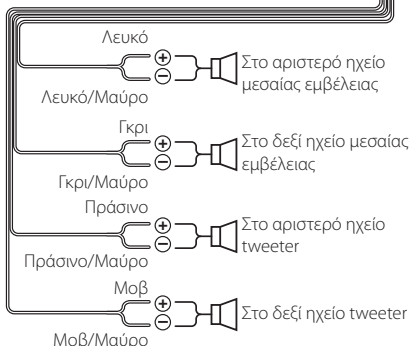 Λευκό
⊕
⊖
Στο αριστερό ηχείο
μεσαίας εμβέλειας
Λευκό/Μαύρο
Γκρι
⊕
⊖
Στο δεξί ηχείο μεσαίας
εμβέλειας
Γκρι/Μαύρο
Πράσινο
⊕
⊖
Στο αριστερό ηχείο
tweeter
Πράσινο/Μαύρο
Μοβ
⊕
⊖
Στο δεξί ηχείο tweeter
Μοβ/Μαύρο